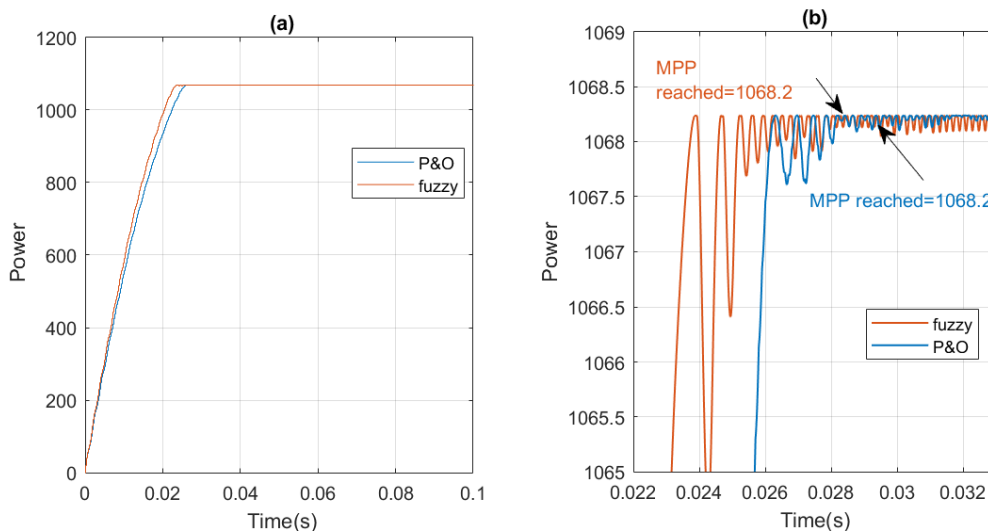 (a)
1200
1000
800
600
400
200
0
Power
0 0.02 0.04 0.06 0.08 0.1
Time(s)
P&O
fuzzy
(b)
1069
1068.5
1068
1067.5
1067
1066.5
1066
1065.5
1065
Power
0.022 0.024 0.026 0.028 0.03 0.032
Time(s)
MPP
reached=1068.2
MPP reached=1068.2
fuzzy
P&O